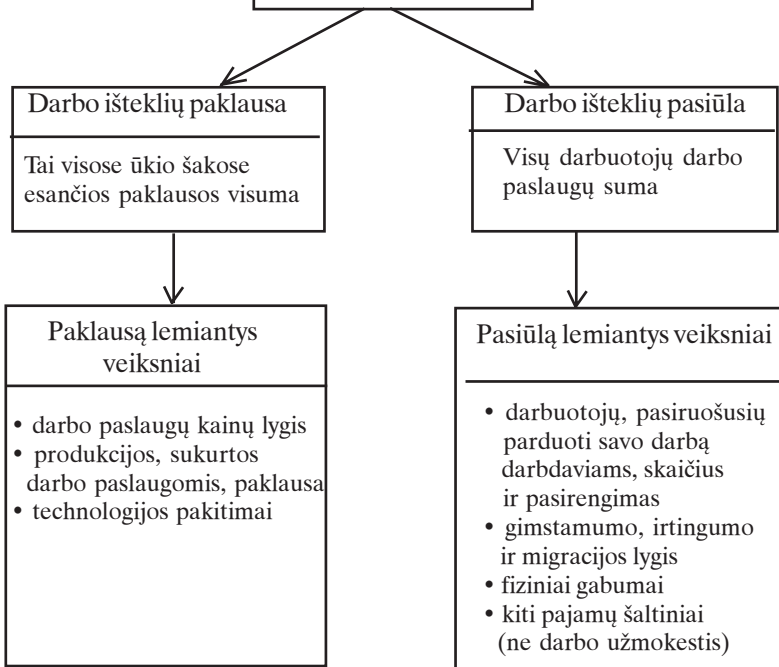 Darbo išteklių paklausa
Tai visose ūkio šakose
esančios paklausos visuma
Darbo išteklių pasiūla
Visų darbuotojų darbo
paslaugų suma
Paklausą lemiantys
veiksniai
• darbo paslaugų kainų lygis
• produkcijos, sukurtos
darbo paslaugomis, paklausa
• technologijos pakitimai
Pasiūlą lemiantys veiksniai
• darbuotojų, pasiruošusių
parduoti savo darbą
darbdaviams, skaičius
ir pasirengimas
• gimstamumo, irtingumo
ir migracijos lygis
• fiziniai gabumai
• kiti pajamų šaltiniai
(ne darbo užmokestis)